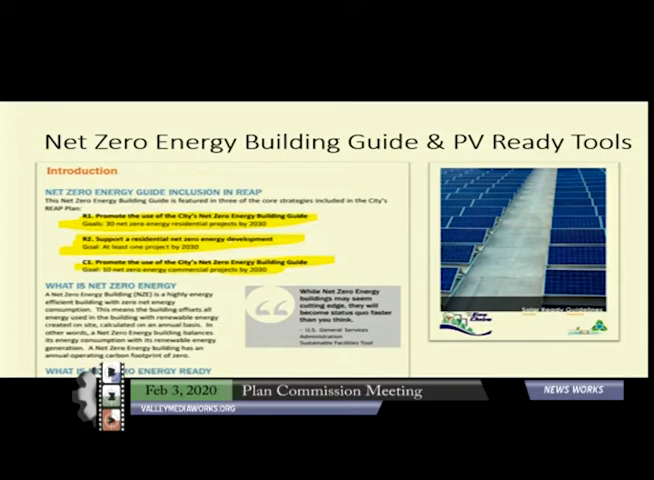 Net Zero Energy Building Guide & PV Ready Tools
Introduction
NET ZERO ENERGY GUIDE INCLUSION IN REAP
This Net Zero Energy Building Guide is featured in three of the core strategies included in the City's
REAP Plan:
R1. Promote the use of the City's Net Zero Energy Building Guide
Goals: 30 net zero energy residential projects by 2030
R2. Support a residential net zero energy development
Goal: At least one project by 2030
C3. Promote the use of the City's Net Zero Energy Building Guide
Goal: 10 net zero energy commercial projects by 2030
WHAT IS NET ZERO ENERGY
A Net Zero Energy Building (NZE) is a highly energy
efficient building with zero net energy
consumption. This means the building offsets all
energy used in the building with renewable energy
created on site, calculated on an annual basis. In
other words, a Net Zero Energy Building balances
its energy consumption with its renewable energy
generation. A Net Zero Energy building has an
annual operating carbon footprint of zero.
While Net Zero Energy
buildings may seem
cutting edge, they will
become status quo faster
than you think.
- U.S. General Services
Administration
Sustainable Facilities Tool
Solar Ready Guidelines
Eau Claire
ERO ENERGY READY
Feb 3, 2020
Plan Commission Meeting
NEWS WORKS
VALLEYMEDIAWORKS.ORG